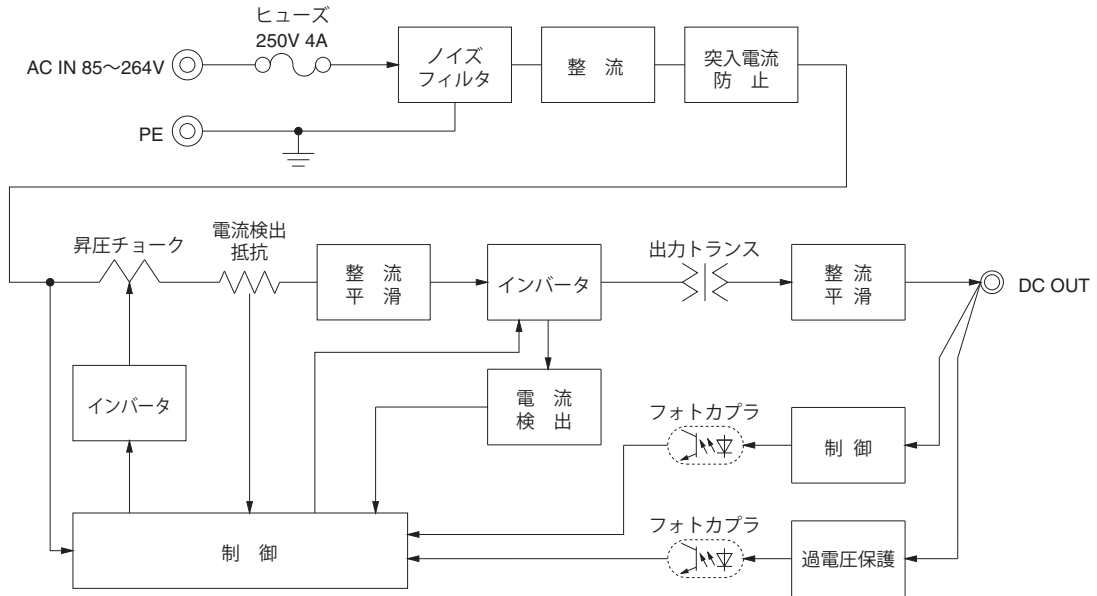 ヒューズ
250V 4A
AC IN 85〜264V
ノイズ
フィルタ
整 流
突入電流
防 止
PE
昇圧チョーク
電流検出
抵抗
整 流
平 滑
インバータ
出力トランス
整 流
平 滑
DC OUT
インバータ
電 流
検 出
フォトカプラ
制 御
制 御
フォトカプラ
過電圧保護